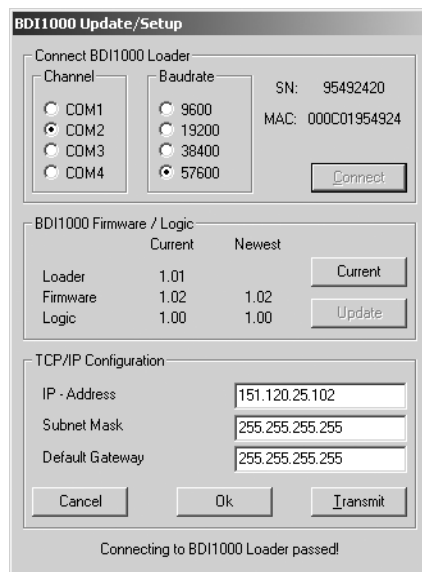 BDI1000 Update/Setup
Connect BDI1000 Loader
Channel
COM1
COM2
COM3
COM4
Baudrate
9600
19200
38400
57600
SN: 95492420
MAC: 000C01954924
Connect
BDI1000 Firmware / Logic
Current Newest
Loader 1.01
Firmware 1.02 1.02
Logic 1.00 1.00
Current
Update
TCP/IP Configuration
IP - Address 151.120.25.102
Subnet Mask 255.255.255.255
Default Gateway 255.255.255.255
Cancel Ok Transmit
Connecting to BDI1000 Loader passed!